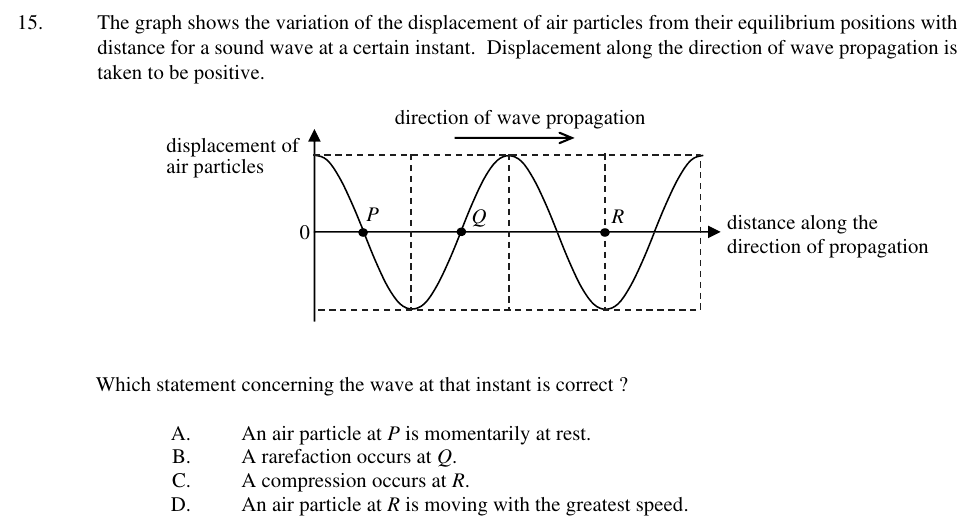 15. The graph shows the variation of the displacement of air particles from their equilibrium positions with
distance for a sound wave at a certain instant. Displacement along the direction of wave propagation is
taken to be positive.
direction of wave propagation
displacement of
air particles
P
Q
R
0
distance along the
direction of propagation
Which statement concerning the wave at that instant is correct ?
A. An air particle at P is momentarily at rest.
B. A rarefaction occurs at Q.
C. A compression occurs at R.
D. An air particle at R is moving with the greatest speed.